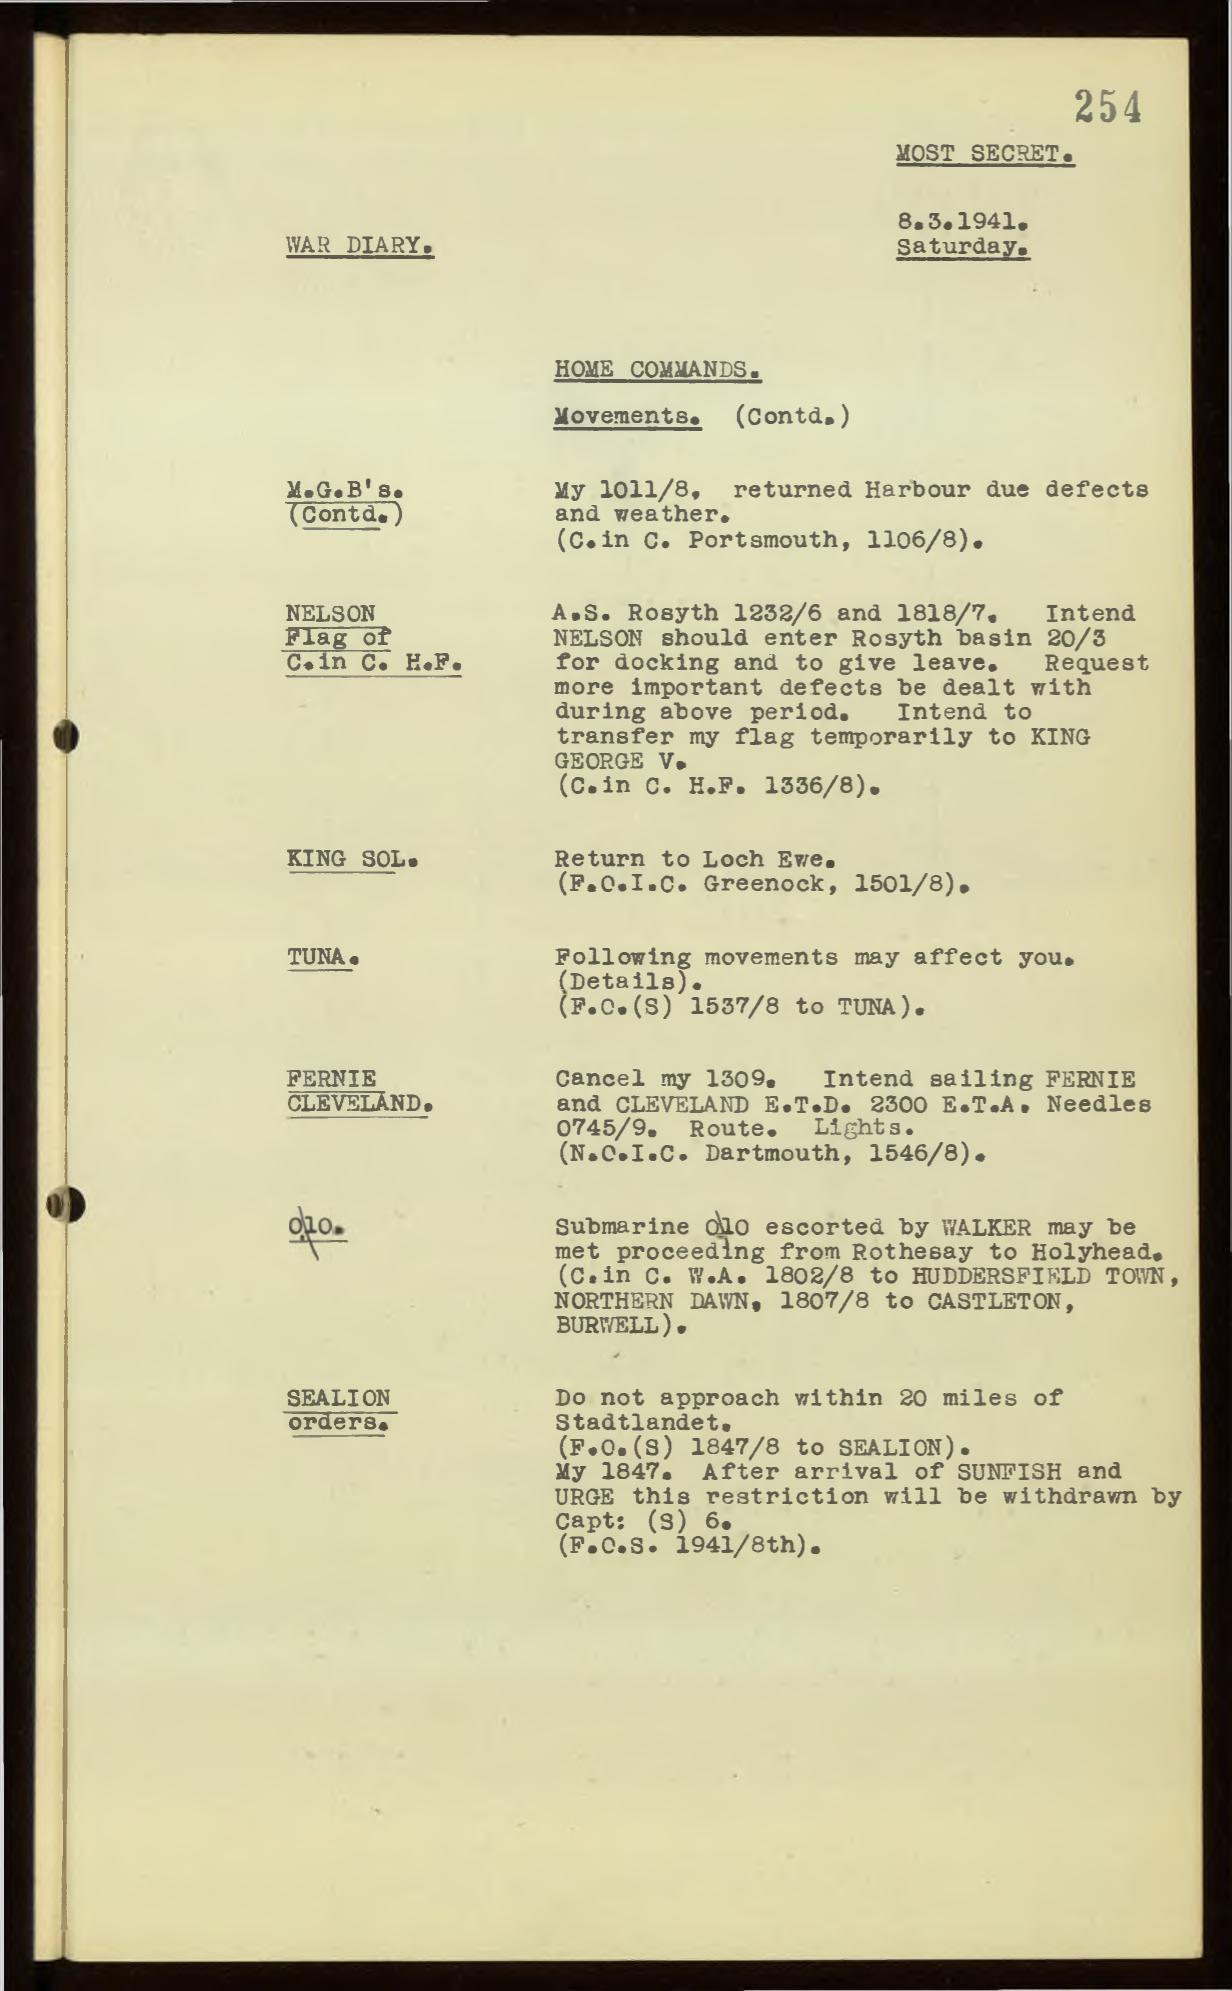 254
MOST SECRET.
8.3.1941.
Saturday.
WAR DIARY.
HOME COMMANDS.
Movements. (Contd.)
M.G.B's.
(Contd.)
My 1011/8, returned Harbour due defects
and weather.
(C.in C. Portsmouth, 1106/8).
NELSON
Flag of
C.in C. H.F.
A.S. Rosyth 1232/6 and 1818/7. Intend
NELSON should enter Rosyth basin 20/3
for docking and to give leave. Request
more important defects be dealt with
during above period. Intend to
transfer my flag temporarily to KING
GEORGE V.
(C.in C. H.F. 1336/8).
KING SOL.
Return to Loch Ewe.
(F.O.I.C. Greenock, 1501/8).
TUNA.
Following movements may affect you.
(Details).
(F.O.(S) 1537/8 to TUNA).
FERNIE
CLEVELAND.
Cancel my 1309. Intend sailing FERNIE
and CLEVELAND E.T.D. 2300 E.T.A. Needles
0745/9. Route. Lights.
(N.O.I.C. Dartmouth, 1546/8).
O\10.
Submarine O\10 escorted by WALKER may be
met proceeding from Rothesay to Holyhead.
(C.in C. W.A. 1802/8 to HUDDERSFIELD TOWN,
NORTHERN DAWN, 1807/8 to CASTLETON,
BURWELL).
SEALION
orders.
Do not approach within 20 miles of
Stadtlandet.
(F.O.(S) 1847/8 to SEALION).
My 1847. After arrival of SUNFISH and
URGE this restriction will be withdrawn by
Capt: (S) 6.
(F.O.S. 1941/8th).